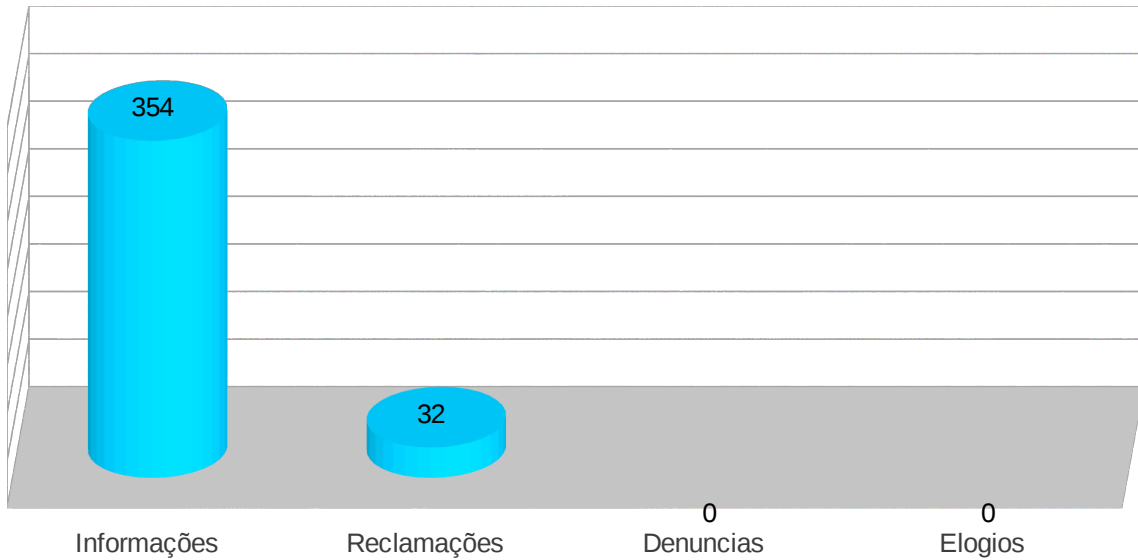 354
32
0
0
Informações
Reclamações
Denuncias
Elogios